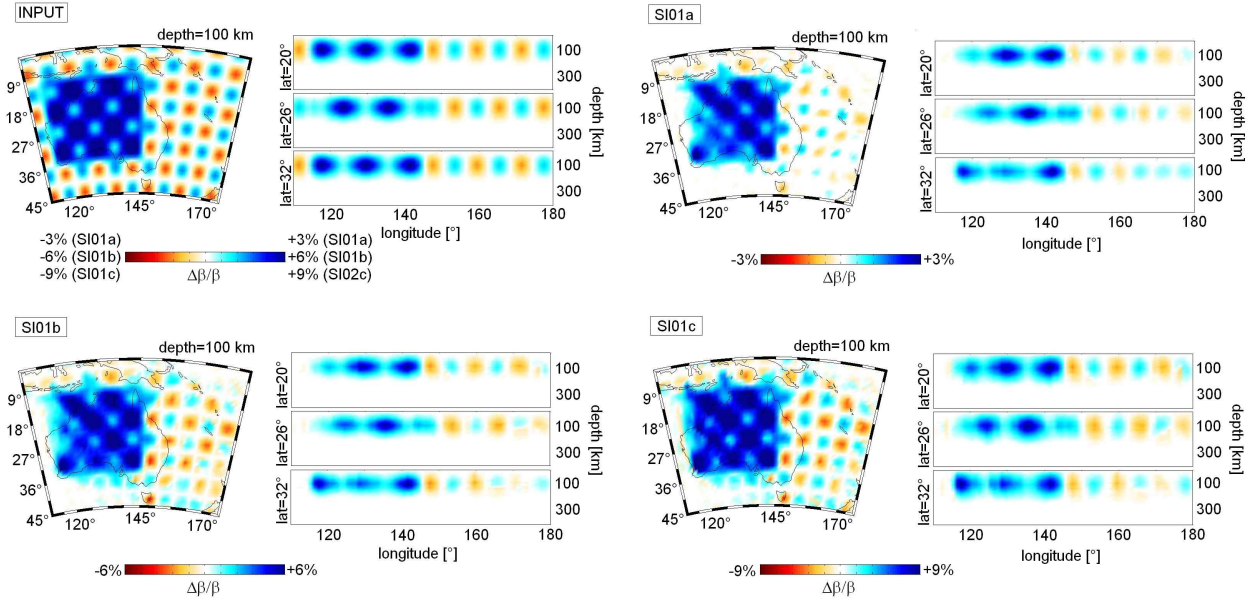 INPUT
depth=100 km
9°
18°
27°
36°
45°
120°
145°
170°
lat=20°
100
300
lat=26°
100
300
lat=32°
100
300
depth [km]
120
140
160
180
longitude [°]
-3% (SI01a)
-6% (SI01b)
-9% (SI01c)
+3% (SI01a)
+6% (SI01b)
+9% (SI02c)
Δβ/β
SI01a
depth=100 km
9°
18°
27°
36°
45°
120°
145°
170°
lat=20°
100
300
lat=26°
100
300
lat=32°
100
300
depth [km]
120
140
160
180
longitude [°]
-3%
+3%
Δβ/β
SI01b
depth=100 km
9°
18°
27°
36°
45°
120°
145°
170°
lat=20°
100
300
lat=26°
100
300
lat=32°
100
300
depth [km]
120
140
160
180
longitude [°]
-6%
+6%
Δβ/β
SI01c
depth=100 km
9°
18°
27°
36°
45°
120°
145°
170°
lat=20°
100
300
lat=26°
100
300
lat=32°
100
300
depth [km]
120
140
160
180
longitude [°]
-9%
+9%
Δβ/β